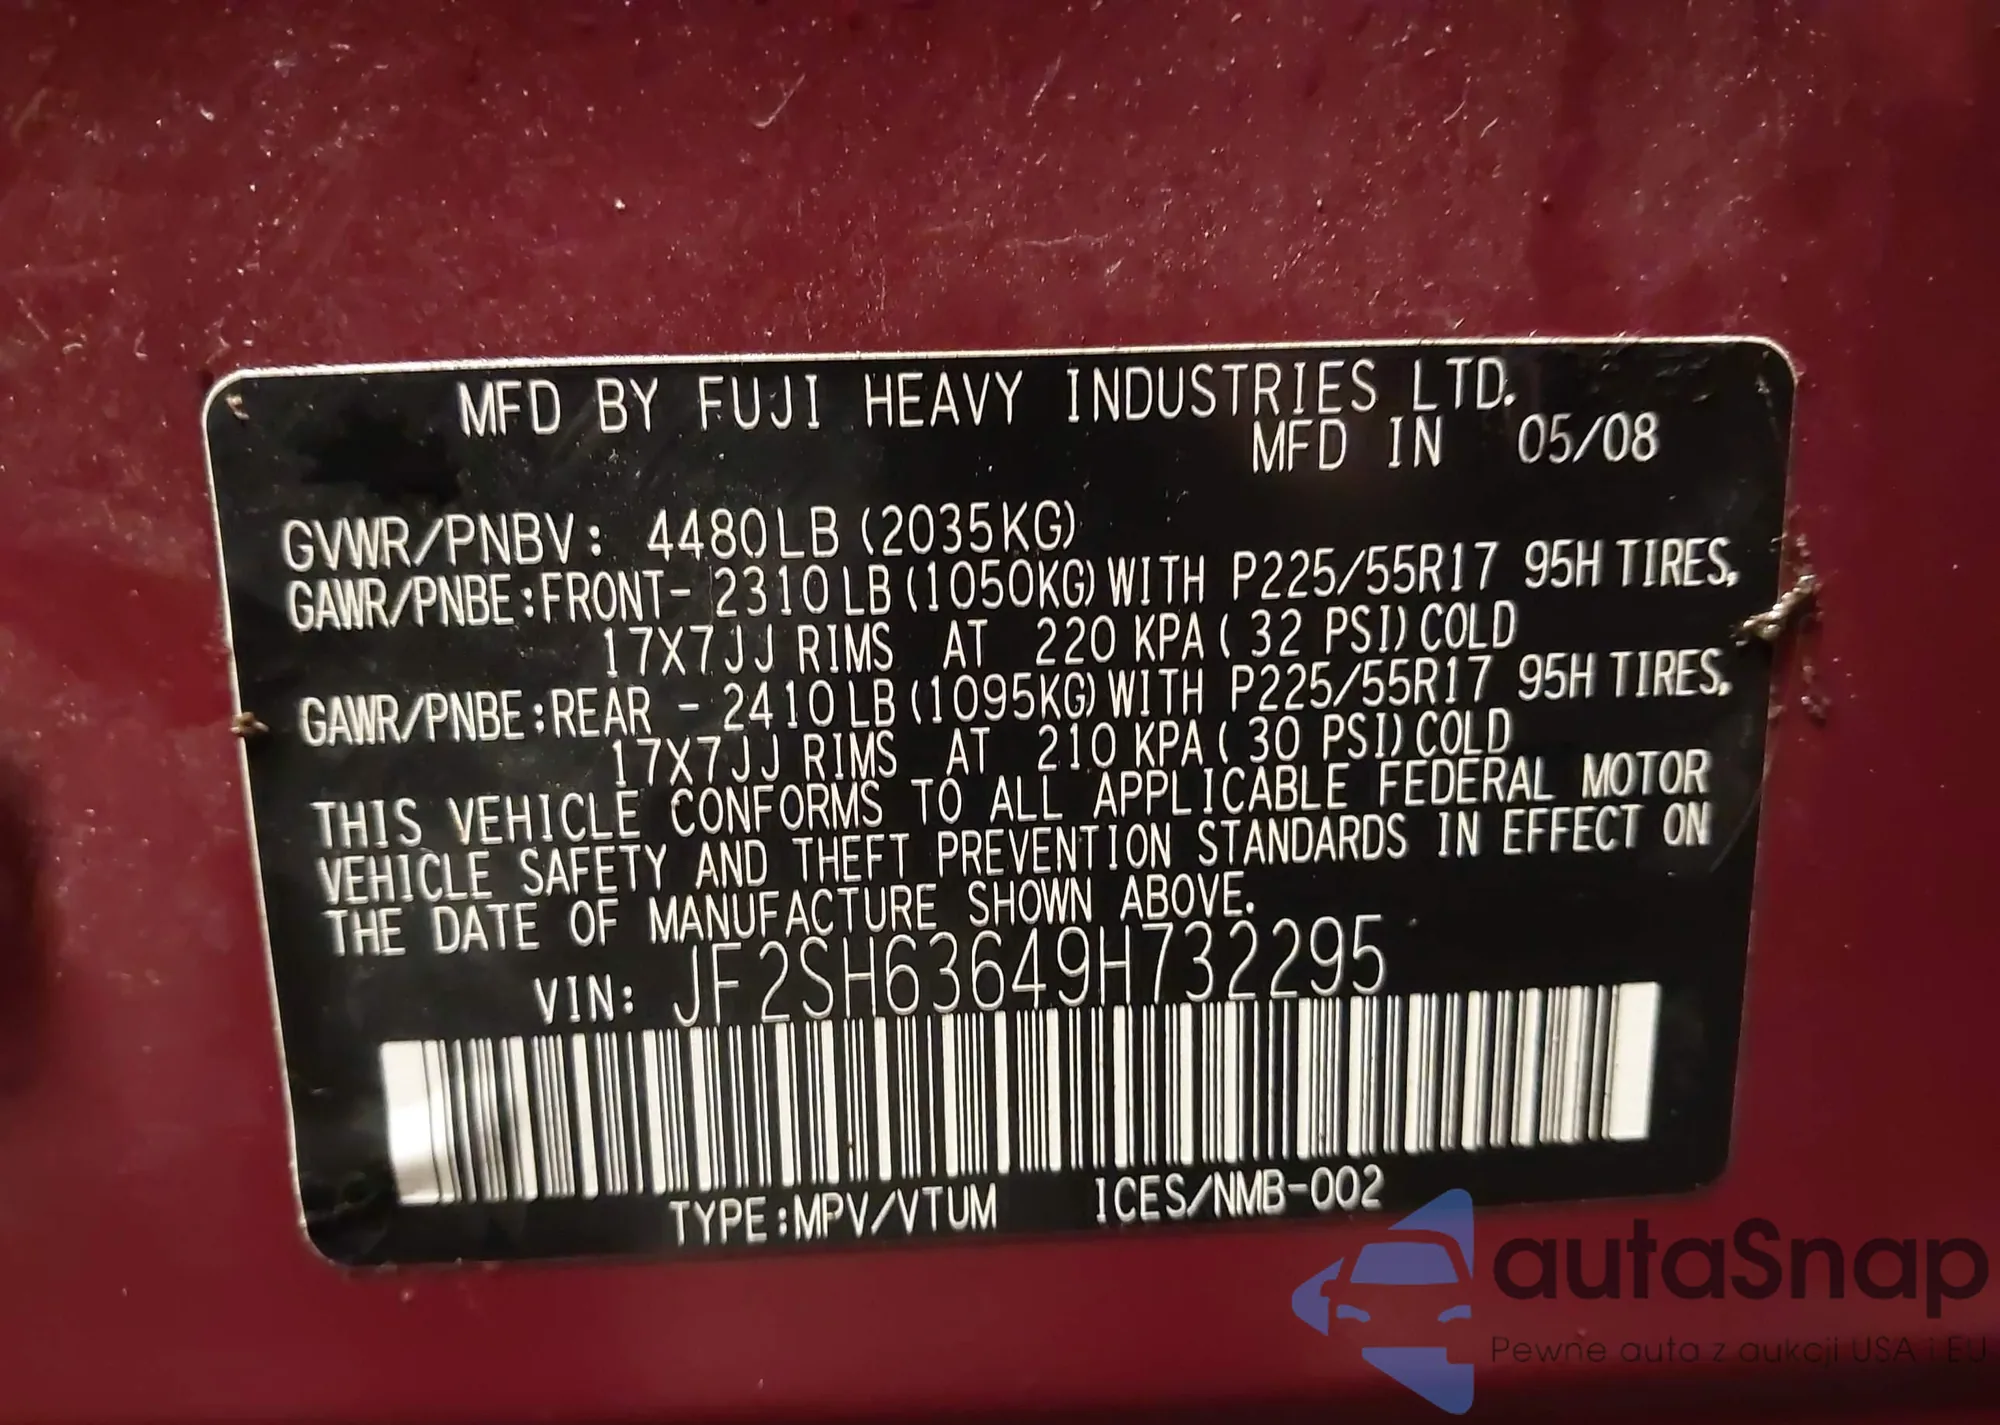 MFD BY FUJI HEAVY INDUSTRIES LTD.
MFD IN 05/08
GVWR/PNBV: 4480LB (2035KG)
GAWR/PNBE:FRONT- 2310LB (1050KG) WITH P225/55R17 95H TIRES,
17X7JJ RIMS AT 220 KPA ( 32 PSI) COLD
GAWR/PNBE:REAR - 2410LB (1095KG) WITH P225/55R17 95H TIRES,
17X7JJ RIMS AT 210 KPA ( 30 PSI) COLD
THIS VEHICLE CONFORMS TO ALL APPLICABLE FEDERAL MOTOR
VEHICLE SAFETY AND THEFT PREVENTION STANDARDS IN EFFECT ON
THE DATE OF MANUFACTURE SHOWN ABOVE.
VIN: JF2SH63649H732295
TYPE:MPV/VTUM ICES/NMB-002
autaSnap
Pewne auta z aukcji USA i EU